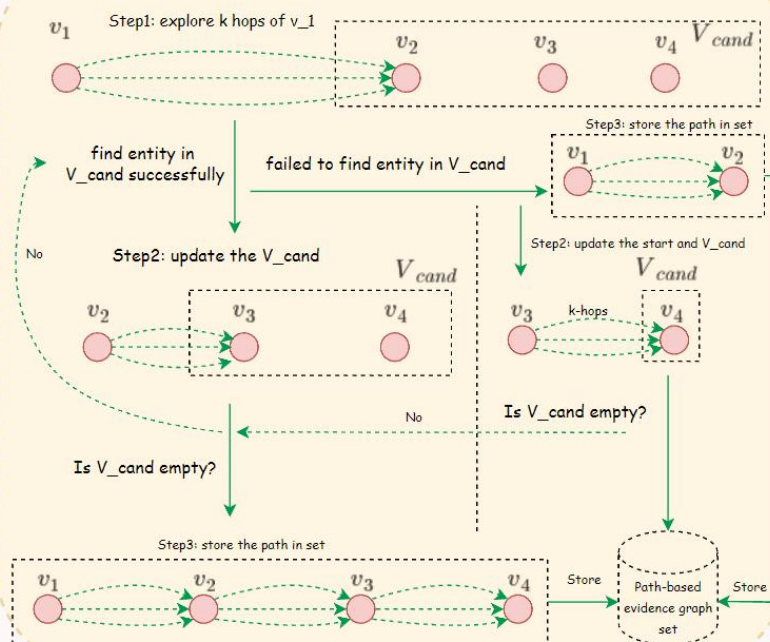 Step1: explore k hops of v_1
v₁
v₂
v₃
v₄
V_cand
Step3: store the path in set
v₁
v₂
find entity in
V_cand successfully
failed to find entity in V_cand
No
Step2: update the V_cand
V_cand
v₂
v₃
v₄
Step2: update the start and V_cand
V_cand
v₃
k-hops
v₄
No
Is V_cand empty?
Is V_cand empty?
Step3: store the path in set
v₁
v₂
v₃
v₄
Store
Path-based
evidence graph
set
Store